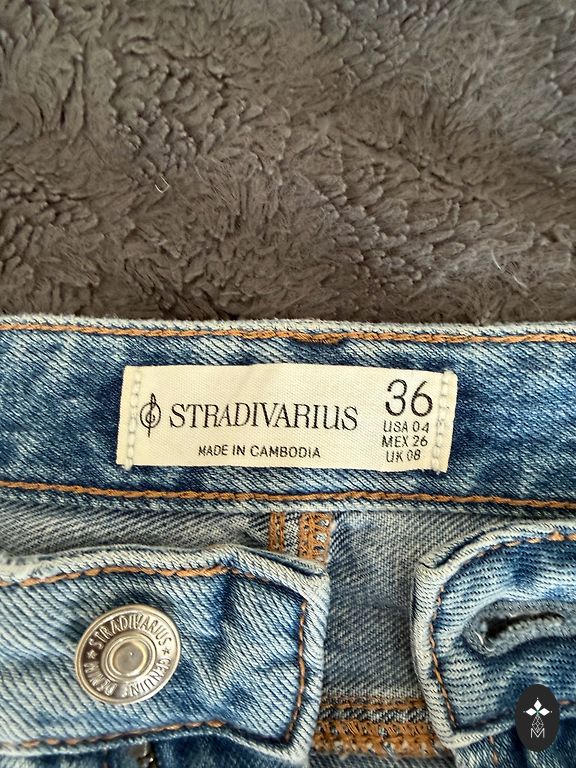 STRADIVARIUS
MADE IN CAMBODIA
36
USA 04
MEX 26
UK 08
STRADIVARIUS
GENUINE DENIM
M